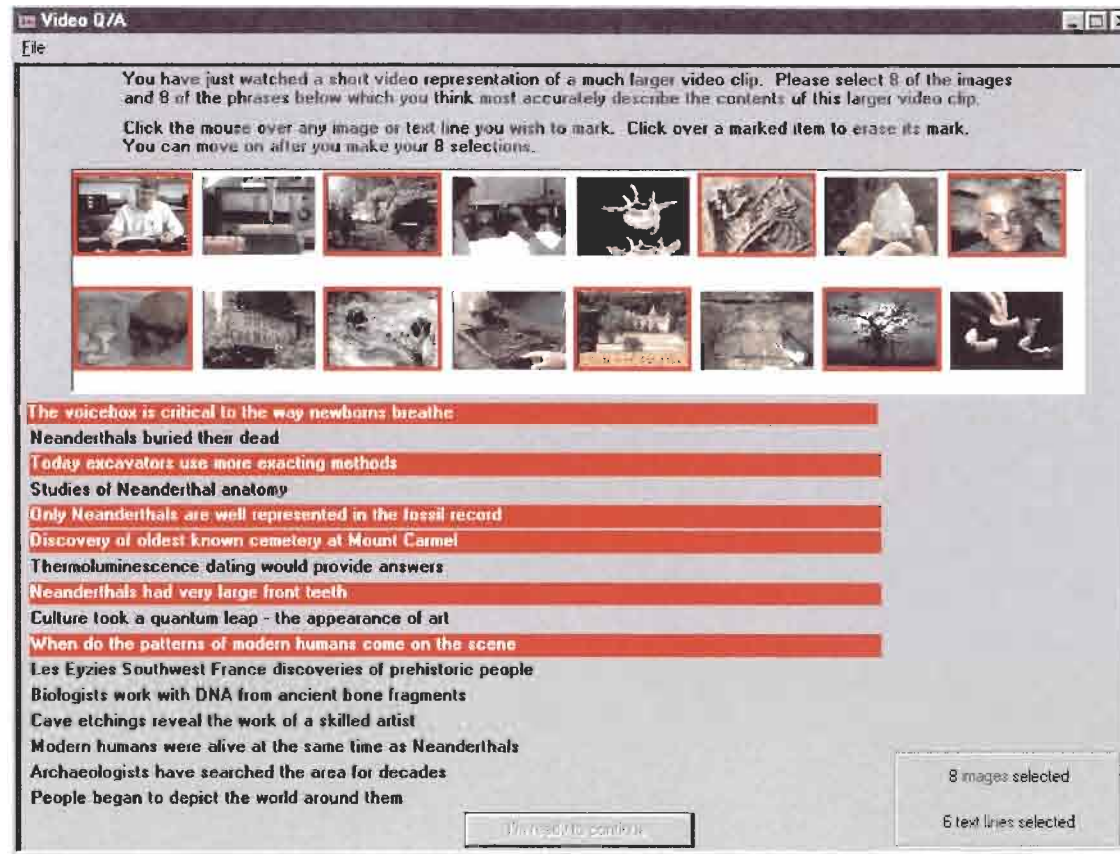 Video Q/A
File
You have just watched a short video representation of a much larger video clip. Please select 8 of the images
and 8 of the phrases below which you think most accurately describe the contents of this larger video clip.
Click the mouse over any image or text line you wish to mark. Click over a marked item to erase its mark.
You can move on after you make your 8 selections.
The voicebox is critical to the way newborns breathe
Neanderthals buried their dead
Today excavators use more exacting methods
Studies of Neanderthal anatomy
Only Neanderthals are well represented in the fossil record
Discovery of oldest known cemetery at Mount Carmel
Thermoluminescence dating would provide answers
Neanderthals had very large front teeth
Culture took a quantum leap - the appearance of art
When do the patterns of modern humans come on the scene
Les Eyzies Southwest France discoveries of prehistoric people
Biologists work with DNA from ancient bone fragments
Cave etchings reveal the work of a skilled artist
Modern humans were alive at the same time as Neanderthals
Archaeologists have searched the area for decades
People began to depict the world around them
8 images selected
6 text lines selected
I'm ready to continue